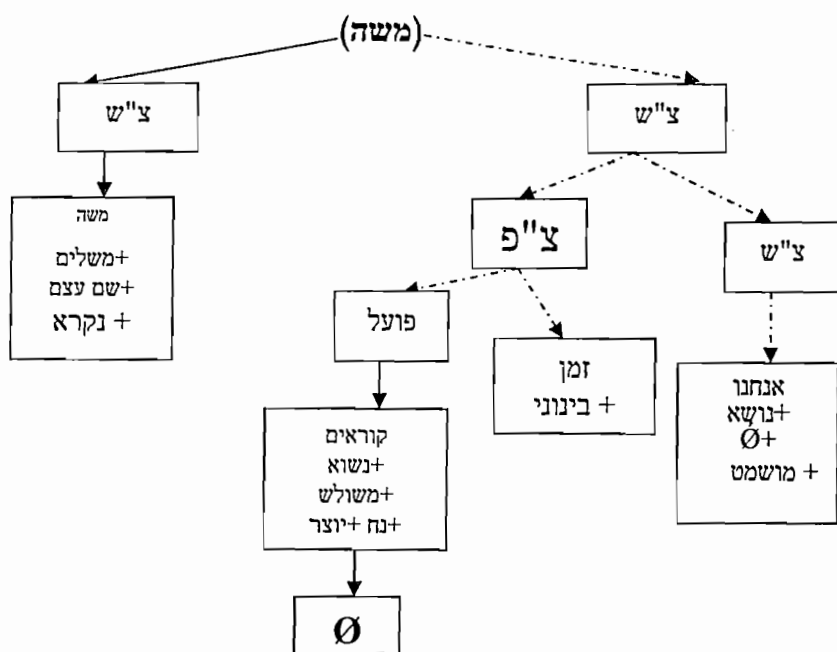 (משה)
צ"ש
צ"ש
משה
+משלים
+שם עצם
+ נקרא
צ"פ
צ"ש
פועל
זמן
+ בינוני
אנחנו
+נושא
+Ø
+ מושמט
קוראים
+נשוא
+משולש
+נח +יוצר
Ø